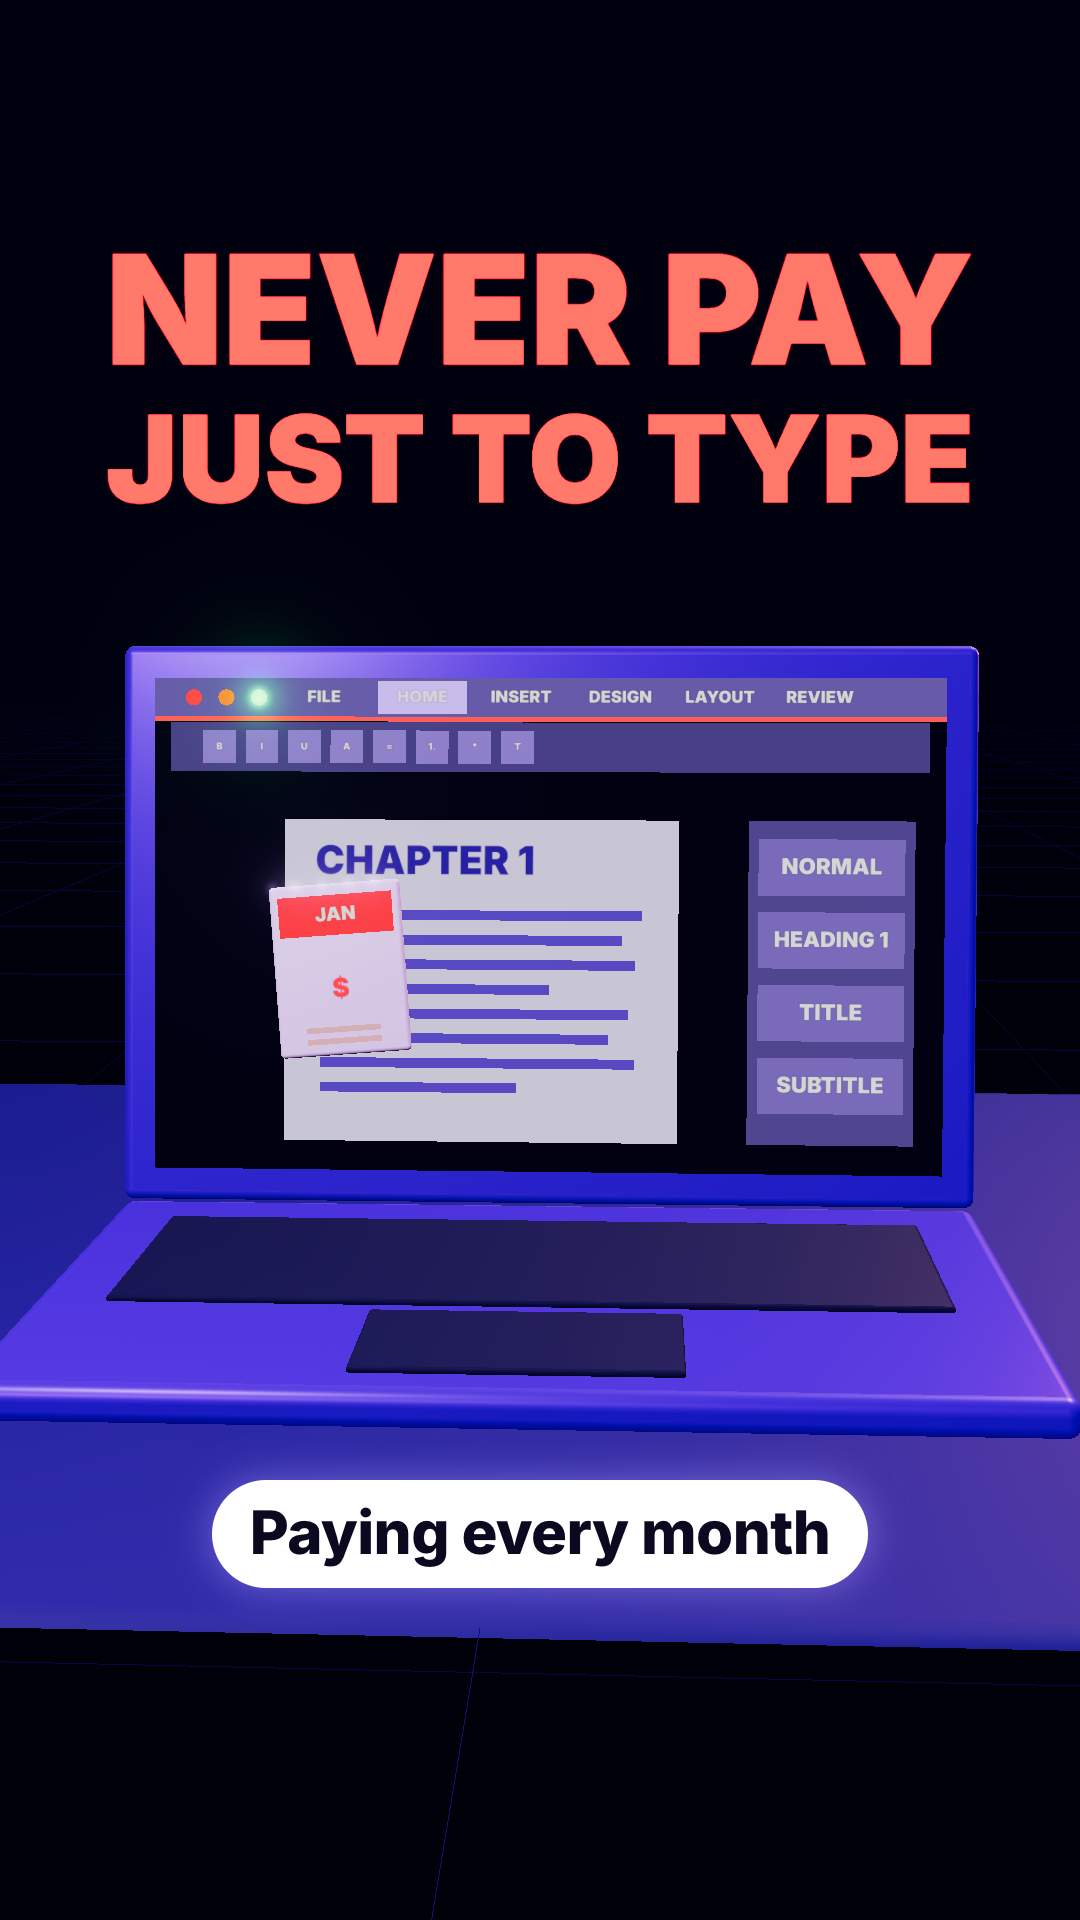 NEVER PAY
JUST TO TYPE
FILE HOME INSERT DESIGN LAYOUT REVIEW
B I U A = 1. * T
CHAPTER 1
JAN
$
NORMAL
HEADING 1
TITLE
SUBTITLE
Paying every month